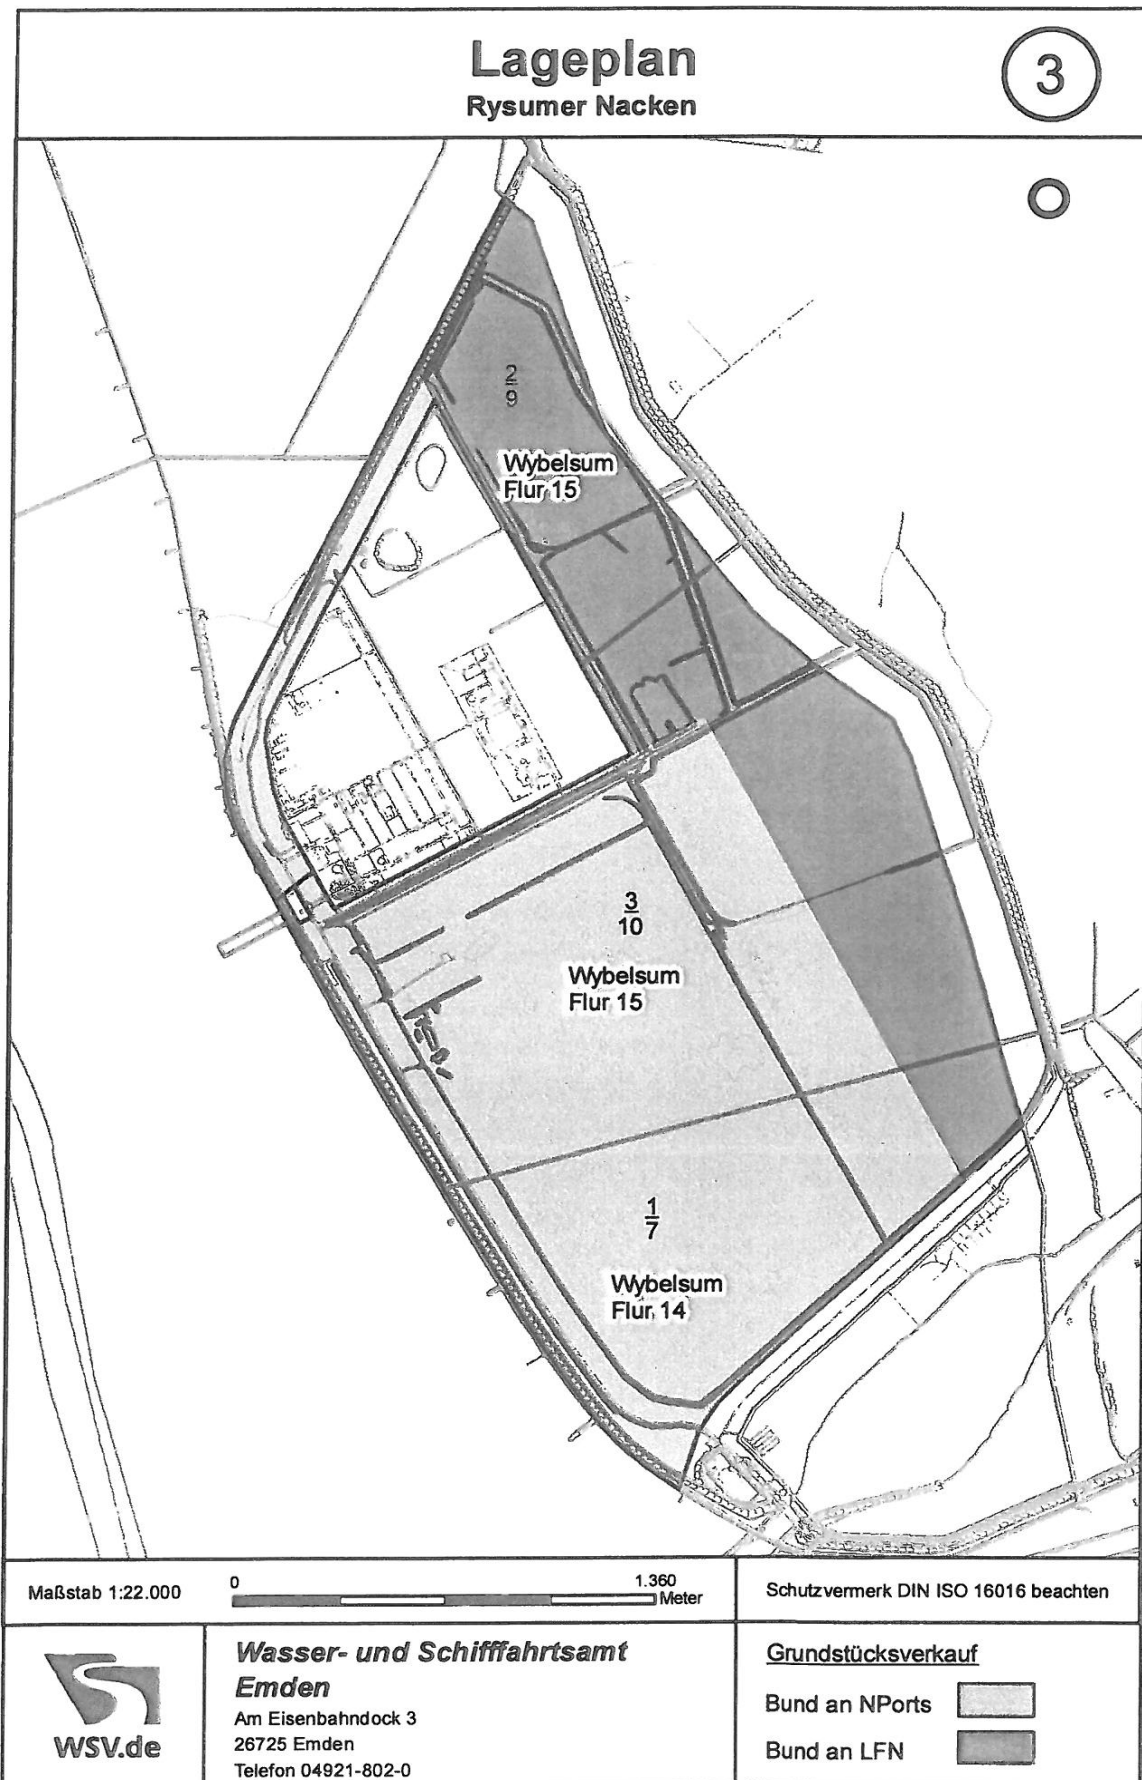 Lageplan
Rysumer Nacken
3
2
9
Wybelsum
Flur 15
3
10
Wybelsum
Flur 15
1
7
Wybelsum
Flur 14
Maßstab 1:22.000
0
1.360
Meter
Schutzvermerk DIN ISO 16016 beachten
WSV.de
Wasser- und Schifffahrtsamt
Emden
Am Eisenbahndock 3
26725 Emden
Telefon 04921-802-0
Grundstücksverkauf
Bund an NPorts
Bund an LFN